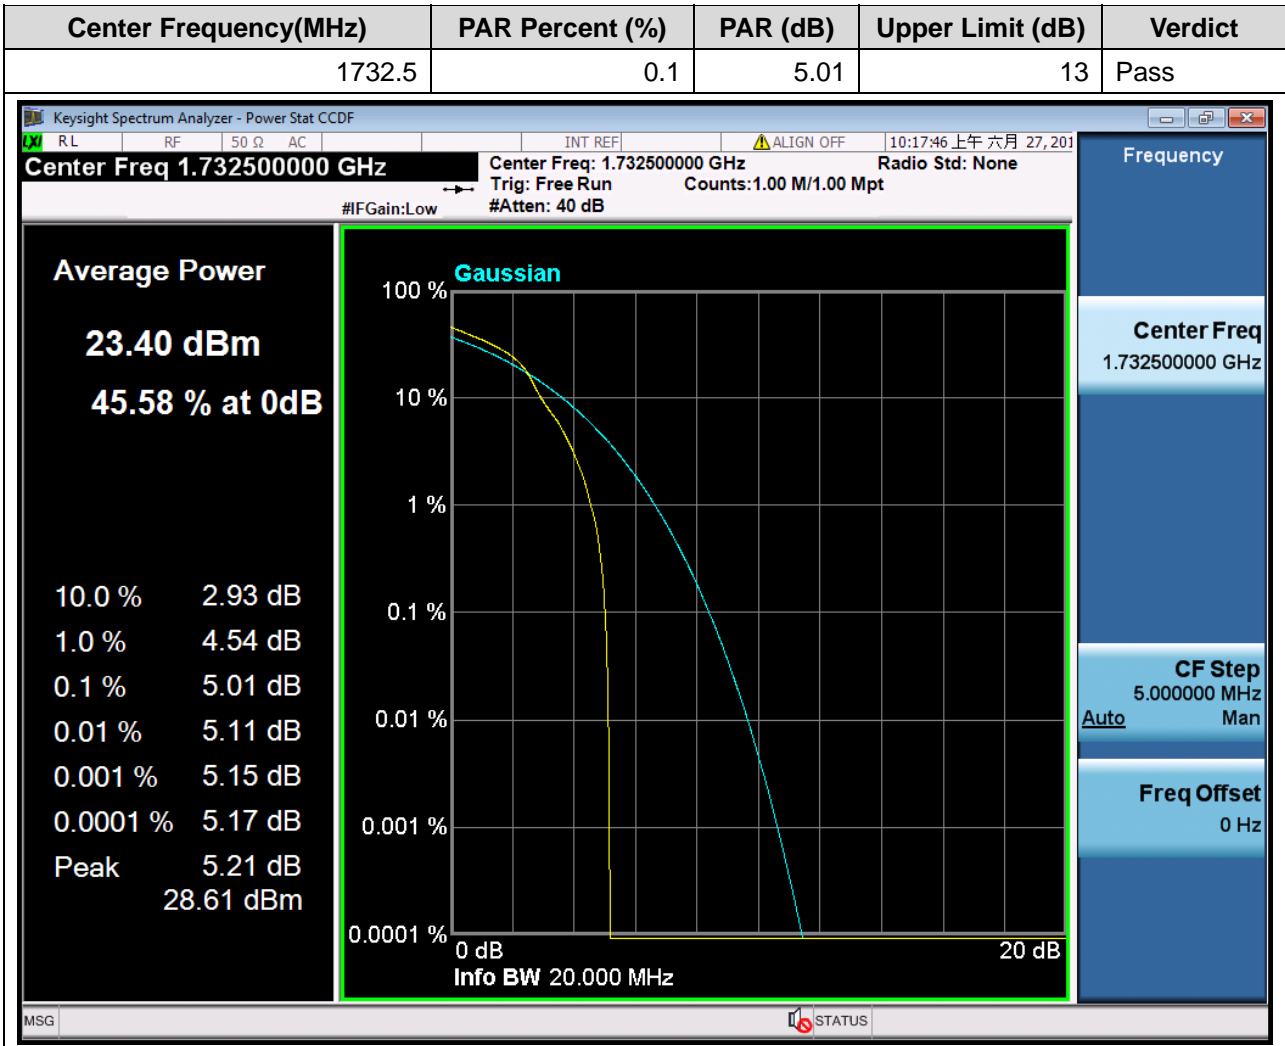 Center Frequency(MHz) PAR Percent (%) PAR (dB) Upper Limit (dB) Verdict
1732.5 0.1 5.01 13 Pass
Keysight Spectrum Analyzer - Power Stat CCDF
LXI RL RF 50 Ω AC INT REF ALIGN OFF 10:17:46 上午 六月 27, 201
Center Freq 1.732500000 GHz
Center Freq: 1.732500000 GHz Radio Std: None
Trig: Free Run Counts:1.00 M/1.00 Mpt
#IFGain:Low #Atten: 40 dB
Average Power
23.40 dBm
45.58 % at 0dB
10.0 % 2.93 dB
1.0 % 4.54 dB
0.1 % 5.01 dB
0.01 % 5.11 dB
0.001 % 5.15 dB
0.0001 % 5.17 dB
Peak 5.21 dB
28.61 dBm
Gaussian
100 %
10 %
1 %
0.1 %
0.01 %
0.001 %
0.0001 %
0 dB 20 dB
Info BW 20.000 MHz
Frequency
Center Freq
1.732500000 GHz
CF Step
5.000000 MHz
Auto Man
Freq Offset
0 Hz
MSG STATUS